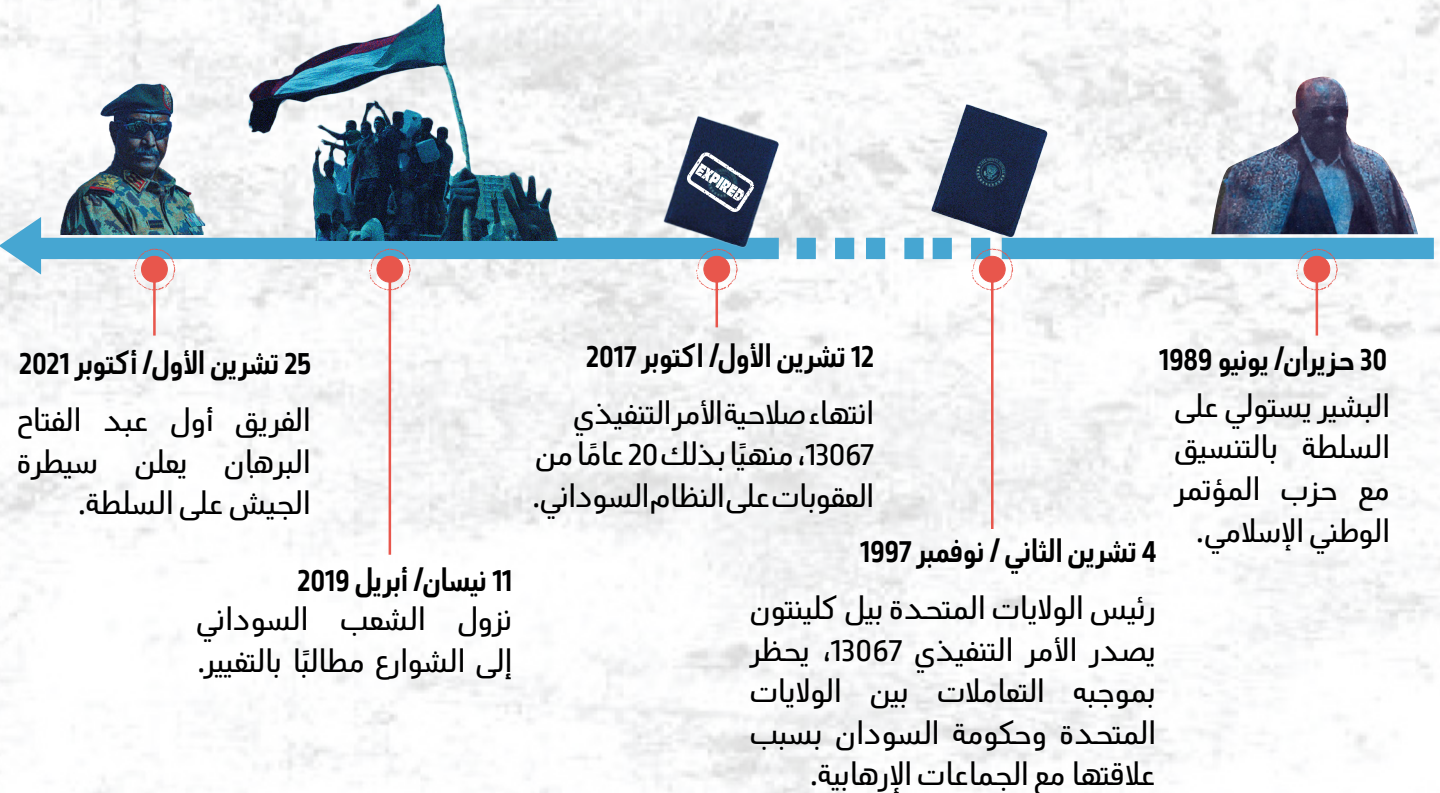 30 حزيران/ يونيو 1989
البشير يستولي على
السلطة بالتنسيق
مع حزب المؤتمر
الوطني الإسلامي.
4 تشرين الثاني / نوفمبر 1997
رئيس الولايات المتحدة بيل كلينتون
يصدر الأمر التنفيذي 13067، يحظر
بموجبه التعاملات بين الولايات
المتحدة وحكومة السودان بسبب
علاقتها مع الجماعات الإرهابية.
EXPIRED
12 تشرين الأول/ اكتوبر 2017
انتهاء صلاحية الأمر التنفيذي
13067، منهيًا بذلك 20 عامًا من
العقوبات على النظام السوداني.
11 نيسان/ أبريل 2019
نزول الشعب السوداني
إلى الشوارع مطالبًا بالتغيير.
25 تشرين الأول/ أكتوبر 2021
الفريق أول عبد الفتاح
البرهان يعلن سيطرة
الجيش على السلطة.